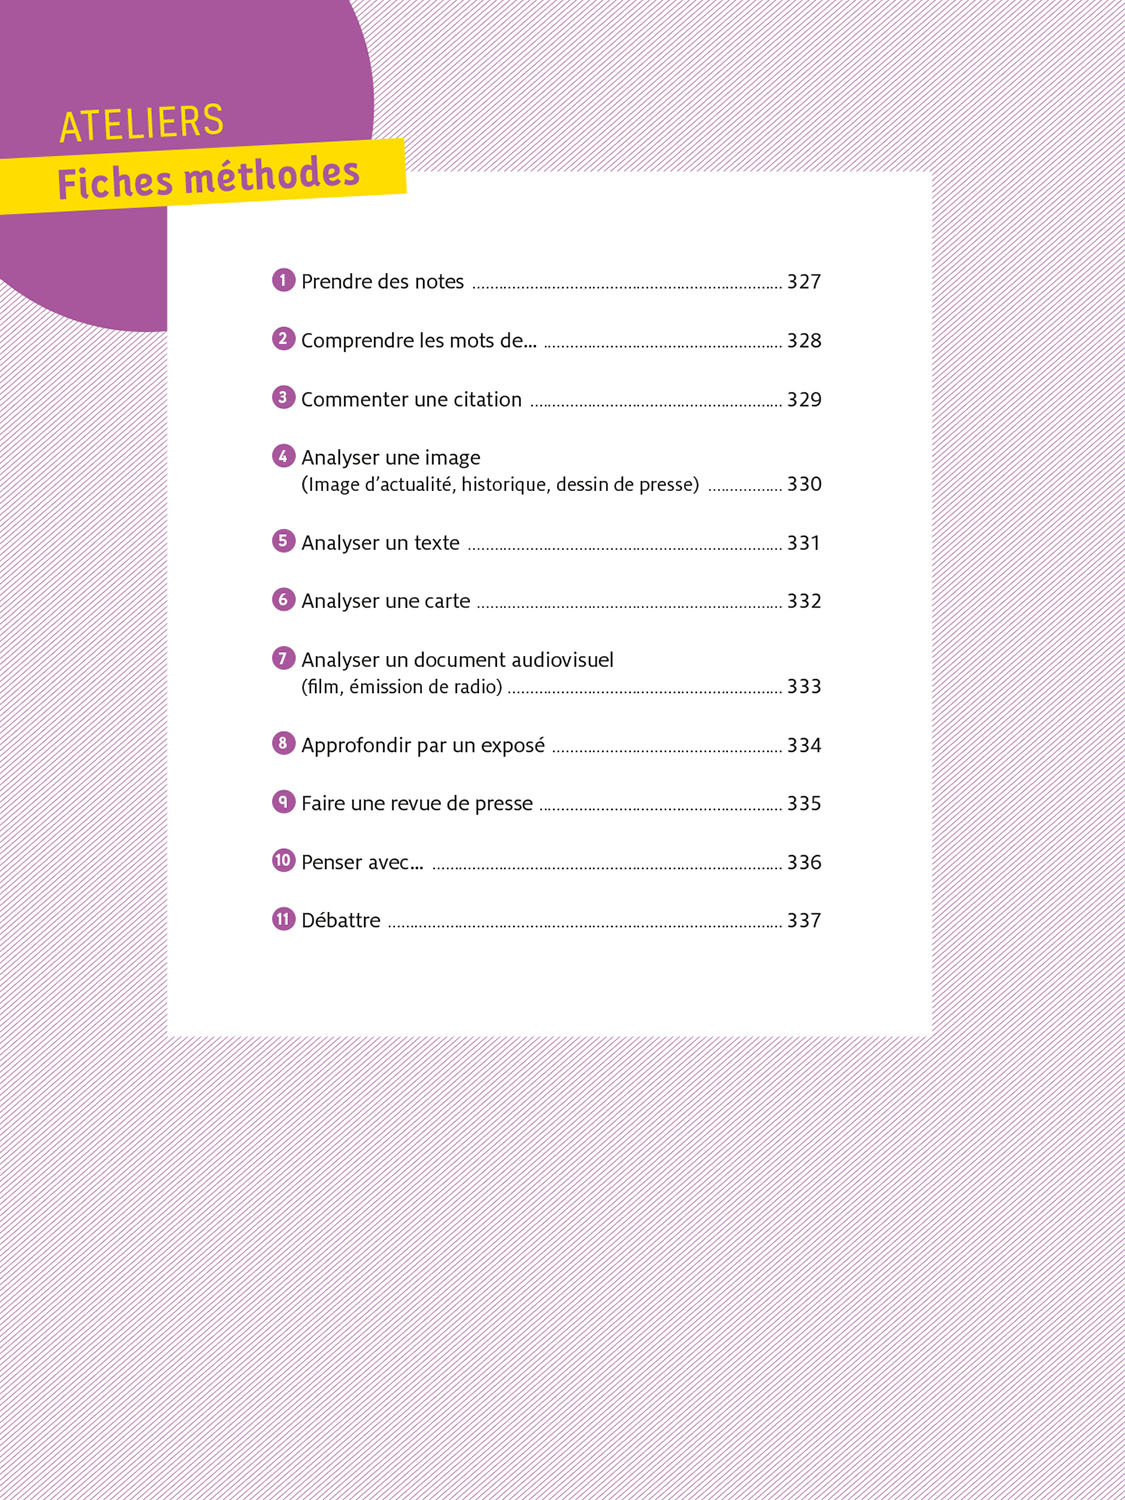 ATELIERS
Fiches méthodes
1 Prendre des notes ........................................ 327
2 Comprendre les mots de... ........................................ 328
3 Commenter une citation ........................................ 329
4 Analyser une image
(Image d'actualité, historique, dessin de presse) ................. 330
5 Analyser un texte ........................................ 331
6 Analyser une carte ........................................ 332
7 Analyser un document audiovisuel
(film, émission de radio) ........................................ 333
8 Approfondir par un exposé ........................................ 334
9 Faire une revue de presse ........................................ 335
10 Penser avec... ........................................ 336
11 Débattre ........................................ 337